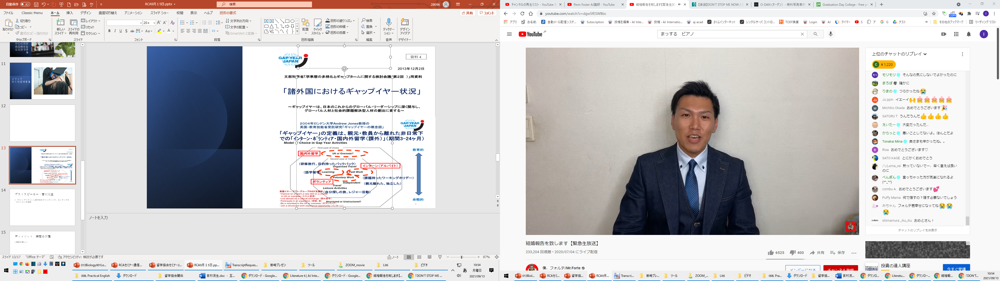 自動保存 オフ
RCA9月15日.pptx
検索
28096
ファイル Classic Menu ホーム 挿入 デザイン 画面切り替え アニメーション スライド ショー 校閲 表示 ヘルプ 図形の書式
共有 コメント
貼り付け
切り取り
コピー
書式のコピー/貼り付け
クリップボード
新しい
スライド
スライドの
再利用
レイアウト
リセット
セクション
スライド
20+
フォント
文字列の方向
文字の配置
SmartArt に変換
段落
配置
クイック
スタイル
図形の塗りつぶし
図形の枠線
図形の効果
図形描画
検索
置換
選択
編集
ディクテー
ション
音声
デザイン
アイデア
デザイナー
中心に世界
各国の生徒
と交流でき
る
11
メリット
早く卒業できる
12
13
14
ゲストスピーカー：吉村滉生
15
ディメリット 時間の管理
GAP YEAR
JAPAN
資料４
2013年12月2日
文部科学省「学事暦の多様化とギャップタームに関する検討会議（第2回 ）」用資料
「諸外国におけるギャップイヤー状況」
～ギャップイヤーは、日本のこれからのグローバル・リーダーシップに深く関与し、
グローバル人材と社会的課題解決型人材の創出に資する～
2004年ロンドン大学Andrew Jones教授の
英国・教育技能省受託研究「ギャップイヤーの概念図」
GAP YEAR
JAPAN
「ギャップイヤー」の定義は、親元・教員から離れた非日常下
での「インターン・ボランティア・国内外留学（課外）」（期間3-24ヶ月）
Model of Choice in Gap Year Activities
First Layer of Choice
教育的
国内外留学
UK or Overseas?
Second Layer of Choice
（研修旅行、目的持ったバックパック）
Organised Travel
インターン（アルバイト）
（語学留学）
Learning
Paid Work
Voluntary Work
（課題持ったワーキングホリデー）
ボランティア
Independent
（親元離れた、独立した）
Travel
Leisure Activities
（自分探しの旅、レジャー活動）
英国イヤー・アウト・グループのGY支援例
・Improve on or learn a new skill on a course
in UK or overseas（スキル習得）
・Live abroad on a cultural exchange（課外留学）
・Participate in an expedition（探検、旅）
・Be a volunteer in the UK or overseas（ボランティア）
・Join a structured work experience opportunity（インターン）
Structured or Unstructured?
余暇的
2
ノートを入力
スライド 13/17 "Office テーマ" アクセシビリティ: 検討が必要です
ノート
87%
013Biology001Le...
RCAセミナー通信...
留学協会セミナー2...
RCA9月１5日.pp...
TranscriptReques...
岩崎プレゼン
ツール
ZOOM_movie
Lit6
ビデオ
008. Practical English
ダウンロード
留学協会関係
吉村滉生.doc - 互...
ダウンロード - Google...
Literature 6 | AJ Inte...
ダウンロード - Google...
結婚報告を致します【...
「DON'T STOP ME ...
あ
10:54
月曜日
2021/09/13
チャンネルの再生リスト - YouTube S
Penn Foster AJ講師 - YouTube
結婚報告を致します【緊急生放
【楽譜】DON'T STOP ME NOW / C
O-DAN (オーダン) - 無料写真素材
Graduation Day College - Free ph
youtube.com/watch?v=dgw5fESWBbc
アプリ
お名前.
自動メール配信システ...
Subscription
投稿を編集 ‹ AJ Inte...
投稿 ‹ AJ Internatio...
aj-acad
さくらインターネット
レンタルサーバ コントロ...
TOEF換算
Login
AJ
タイマー
S
ア
G
テスト
その他のブックマーク
リーディング リスト
YouTube JP
まっする ピアノ
上位のチャットのリプレイ
C ¥ 1,220
モリモリ そんなの気にしないでよかったのに
まろぽ 確かに
りまの つらかったね
Ju ppin イエーイ
Michiko Okada おめでとうございます
SATORU T うんだうんだ
えいたー 大変だったんだ...
からっと 悪いことしてないよ。ほんとだよ
Tonakai Mina 奥さまも辛かったね。。
Risa おめでとうございます♡
SATO KAGE とにかくおめでとう
ハルsma_rei 黙っていないでー、早く言えば良い
のに
ぺんぎん 言っちゃった方が気楽になれるよ
(*^_^*)
combu A. おめでとうございます
Puffy Mama 何で隠すの？隠す必要ないでしょう
みちゃん フォルテ君幸せになってね
shimamura _iku_iku おめとさん！
チャットのリプレイを非表示
結婚報告を致します【緊急生放送】
233,204 回視聴・2020/07/04 にライブ配信
6525 400 共有 保存
僕、フォルテ/Mr.Forte
メンバーになる
チャンネル登録
投資の達人講座
今すぐ受講
013Biol...
RCAセミ...
留学協...
RCA9月...
Transcri...
岩崎プレ...
ツール
ZOOM_...
Lit6
ビデオ
008. Pra...
ダウンロード
留学協...
吉村滉...
ダウンロ...
Literatu...
ダウンロ...
結婚報...
「DON'T...
10:54
2021/09/13